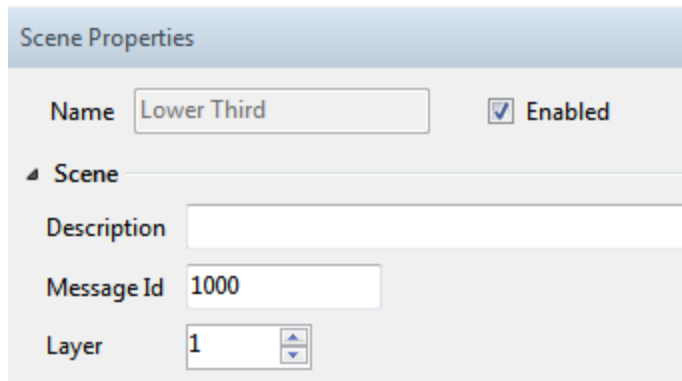 Scene Properties
Name Lower Third Enabled
Scene
Description
Message Id 1000
Layer 1